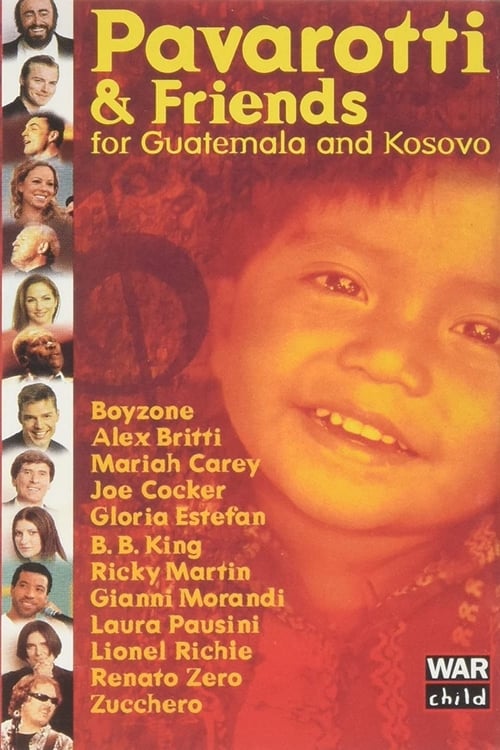 Pavarotti
& Friends
for Guatemala and Kosovo
Boyzone
Alex Britti
Mariah Carey
Joe Cocker
Gloria Estefan
B. B. King
Ricky Martin
Gianni Morandi
Laura Pausini
Lionel Richie
Renato Zero
Zucchero
WAR
child